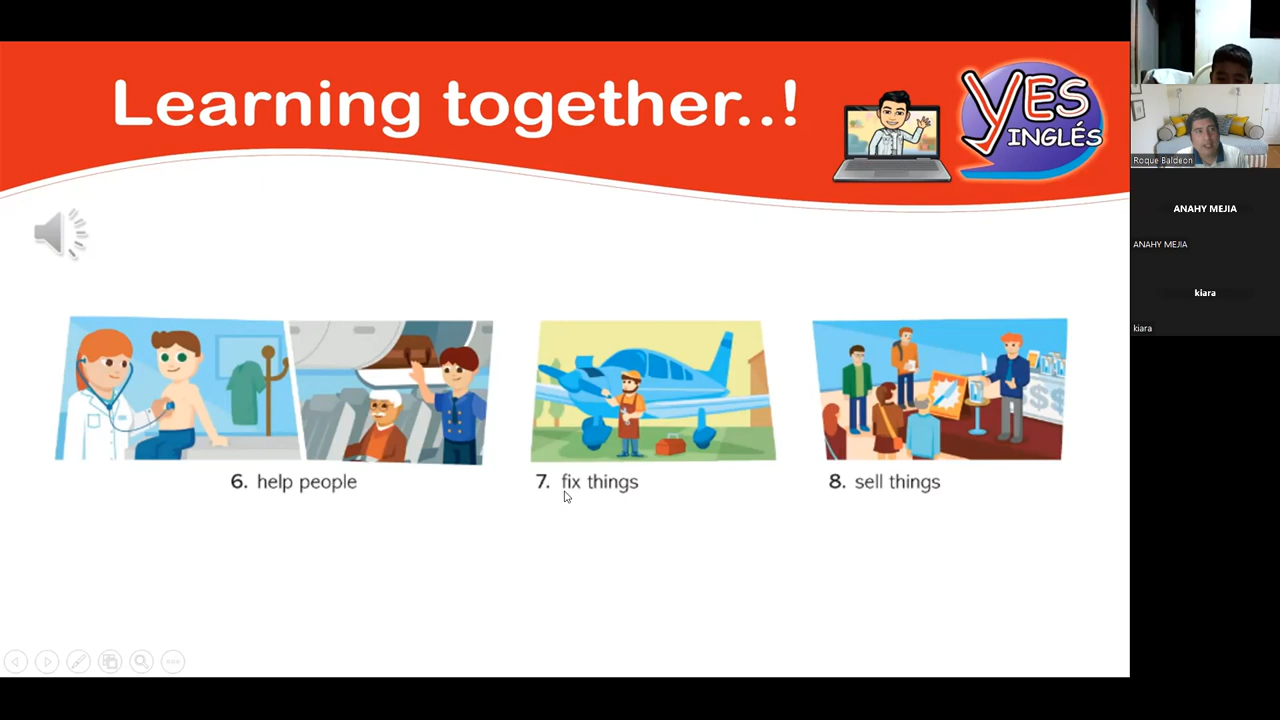 Learning together..!
YES
INGLÉS
6. help people
7. fix things
8. sell things
$$$
Roque Baldeon
ANAHY MEJIA
ANAHY MEJIA
kiara
kiara